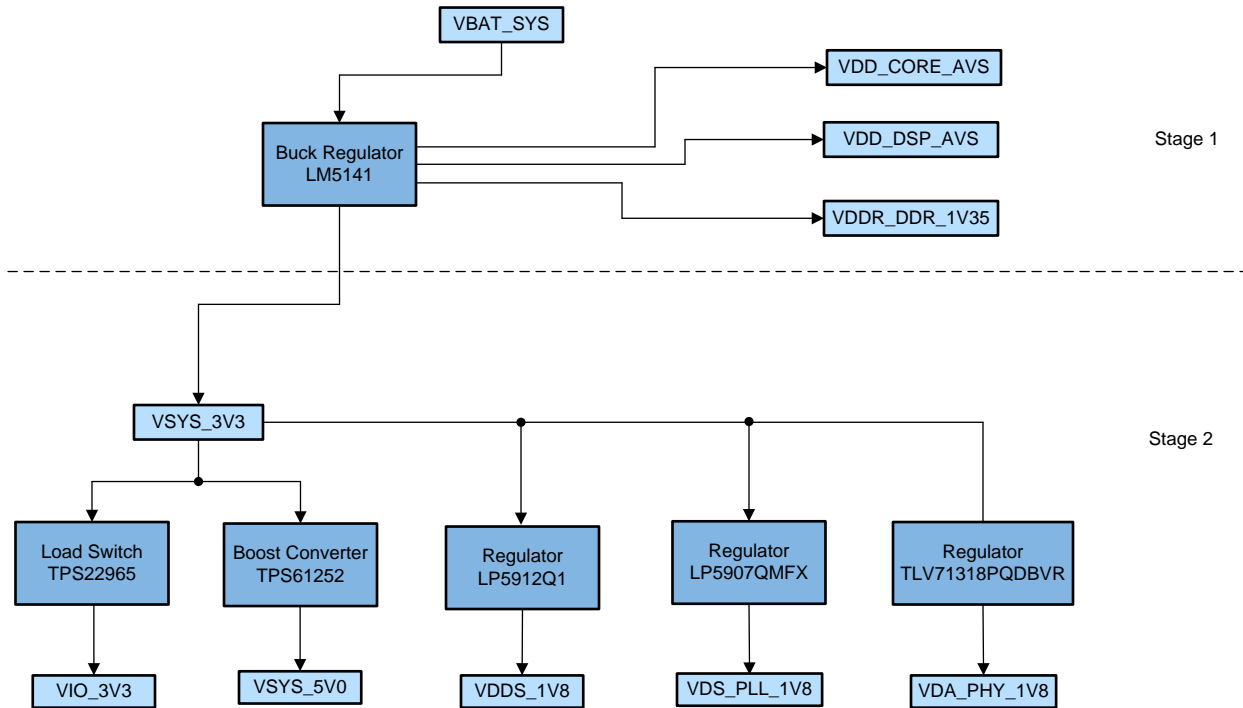 VBAT_SYS
VDD_CORE_AVS
Buck Regulator
LM5141
VDD_DSP_AVS
Stage 1
VDDR_DDR_1V35
VSYS_3V3
Stage 2
Load Switch
TPS22965
Boost Converter
TPS61252
Regulator
LP5912Q1
Regulator
LP5907QMFX
Regulator
TLV71318PQDBVR
VIO_3V3
VSYS_5V0
VDDS_1V8
VDS_PLL_1V8
VDA_PHY_1V8